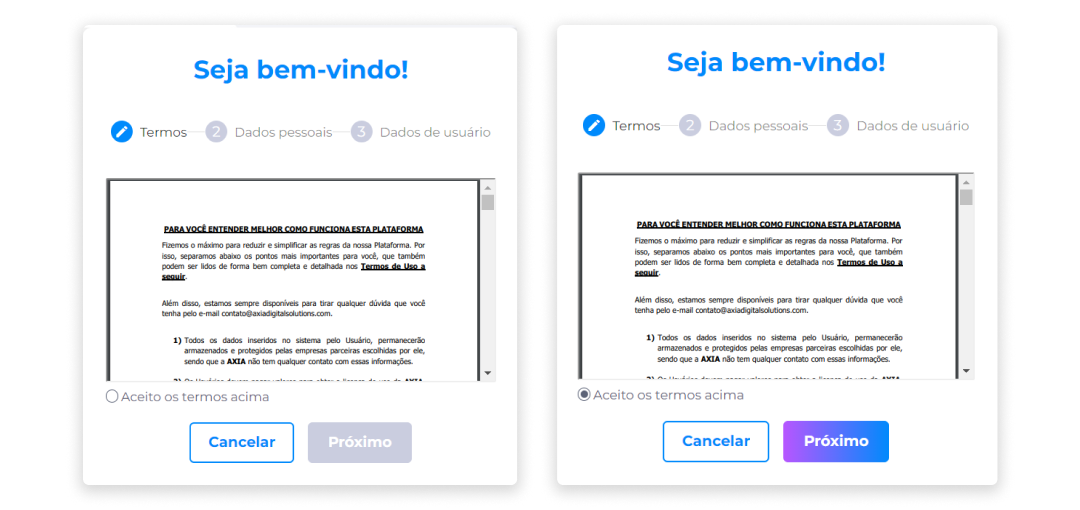 Seja bem-vindo!
Termos 2 Dados pessoais 3 Dados de usuário
PARA VOCÊ ENTENDER MELHOR COMO FUNCIONA ESTA PLATAFORMA
Fizemos o máximo para reduzir e simplificar as regras da nossa Plataforma. Por
isso, separamos abaixo os pontos mais importantes para você, que também
podem ser lidos de forma bem completa e detalhada nos Termos de Uso a
seguir.
Além disso, estamos sempre disponíveis para tirar qualquer dúvida que você
tenha pelo e-mail contato@axiadigitalsolutions.com.
1) Todos os dados inseridos no sistema pelo Usuário, permanecerão
armazenados e protegidos pelas empresas parceiras escolhidas por ele,
sendo que a AXIA não tem qualquer contato com essas informações.
Aceito os termos acima
Cancelar Próximo
Seja bem-vindo!
Termos 2 Dados pessoais 3 Dados de usuário
PARA VOCÊ ENTENDER MELHOR COMO FUNCIONA ESTA PLATAFORMA
Fizemos o máximo para reduzir e simplificar as regras da nossa Plataforma. Por
isso, separamos abaixo os pontos mais importantes para você, que também
podem ser lidos de forma bem completa e detalhada nos Termos de Uso a
seguir.
Além disso, estamos sempre disponíveis para tirar qualquer dúvida que você
tenha pelo e-mail contato@axiadigitalsolutions.com.
1) Todos os dados inseridos no sistema pelo Usuário, permanecerão
armazenados e protegidos pelas empresas parceiras escolhidas por ele,
sendo que a AXIA não tem qualquer contato com essas informações.
Aceito os termos acima
Cancelar Próximo